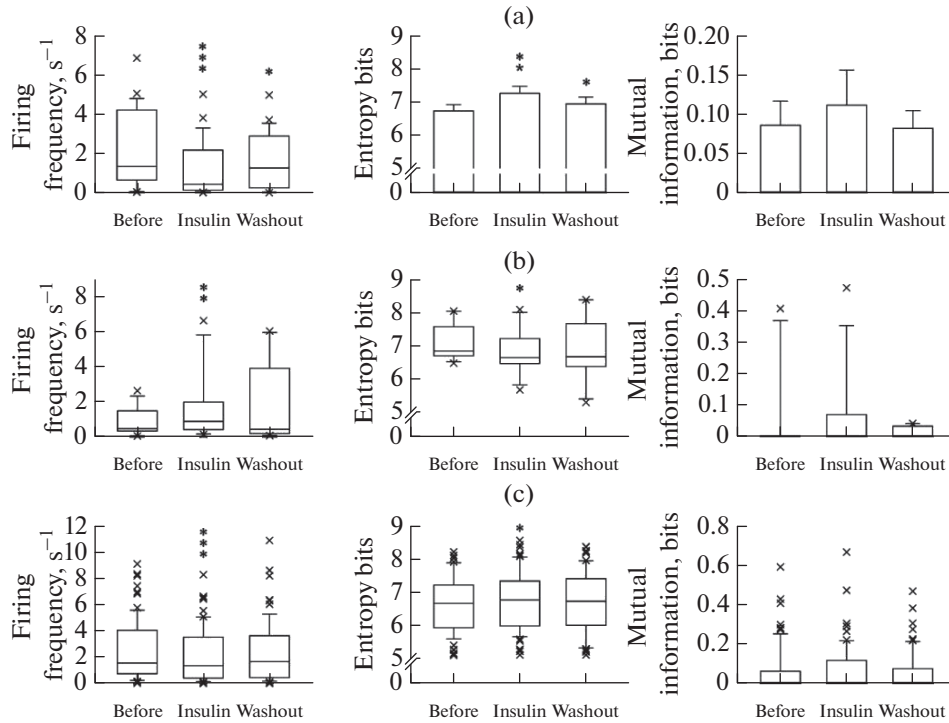 (a)
Firing
frequency, s−1
8
6
4
2
0
***
*
Before Insulin Washout
Entropy bits
9
8
7
6
5
0
**
*
Before Insulin Washout
Mutual
information, bits
0.20
0.15
0.10
0.05
0
Before Insulin Washout
(b)
Firing
frequency, s−1
8
6
4
2
0
**
Before Insulin Washout
Entropy bits
9
8
7
6
5
0
*
Before Insulin Washout
Mutual
information, bits
0.5
0.4
0.3
0.2
0.1
0
Before Insulin Washout
(c)
Firing
frequency, s−1
12
10
8
6
4
2
0
***
Before Insulin Washout
Entropy bits
9
8
7
6
5
0
*
Before Insulin Washout
Mutual
information, bits
0.8
0.6
0.4
0.2
0
Before Insulin Washout